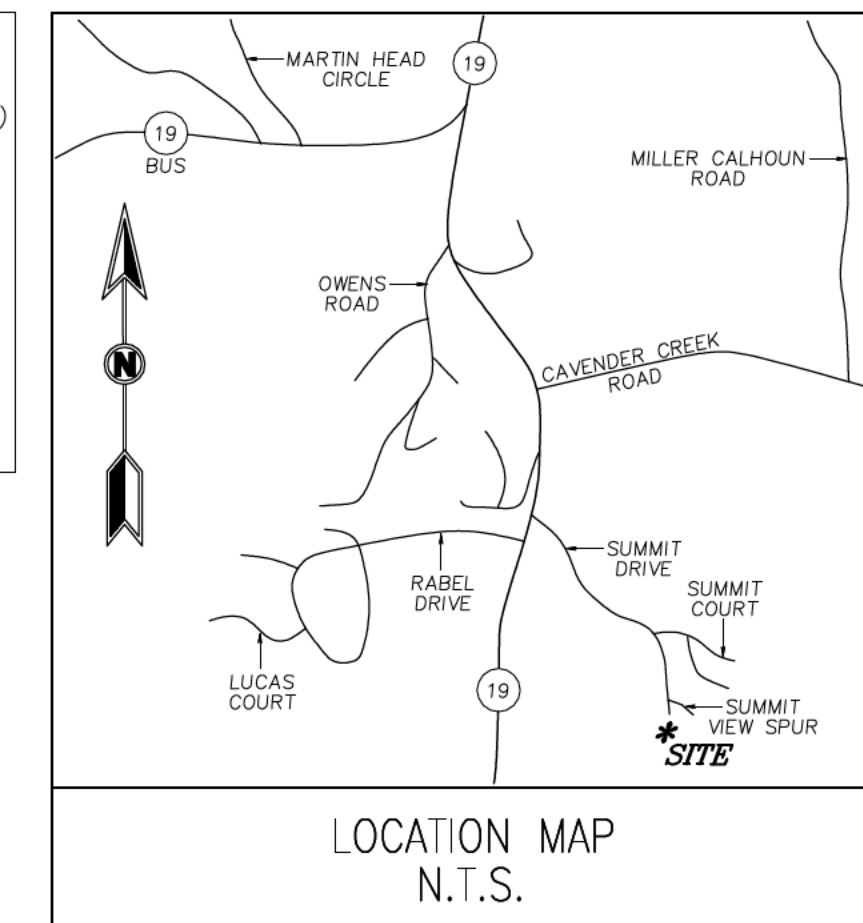 )
MARTIN HEAD
CIRCLE
19
19
BUS
MILLER CALHOUN
ROAD
OWENS
ROAD
N
CAVENDER CREEK
ROAD
SUMMIT
DRIVE
RABEL
DRIVE
SUMMIT
COURT
LUCAS
COURT
19
SUMMIT
VIEW SPUR
*
SITE
LOCATION MAP
N.T.S.